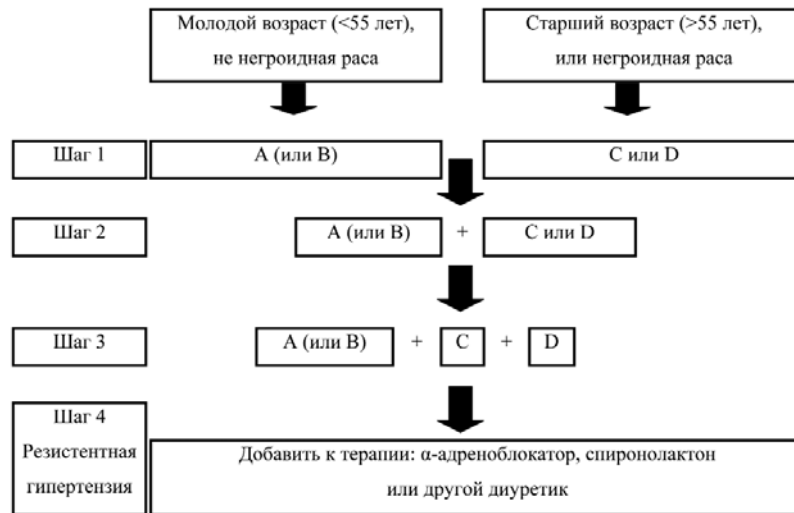 Молодой возраст (<55 лет),
не негроидная раса
Старший возраст (>55 лет),
или негроидная раса
Шаг 1
А (или В)
С или D
Шаг 2
А (или В) + С или D
Шаг 3
А (или В) + С + D
Шаг 4
Резистентная
гипертензия
Добавить к терапии: α-адреноблокатор, спиронолактон
или другой диуретик